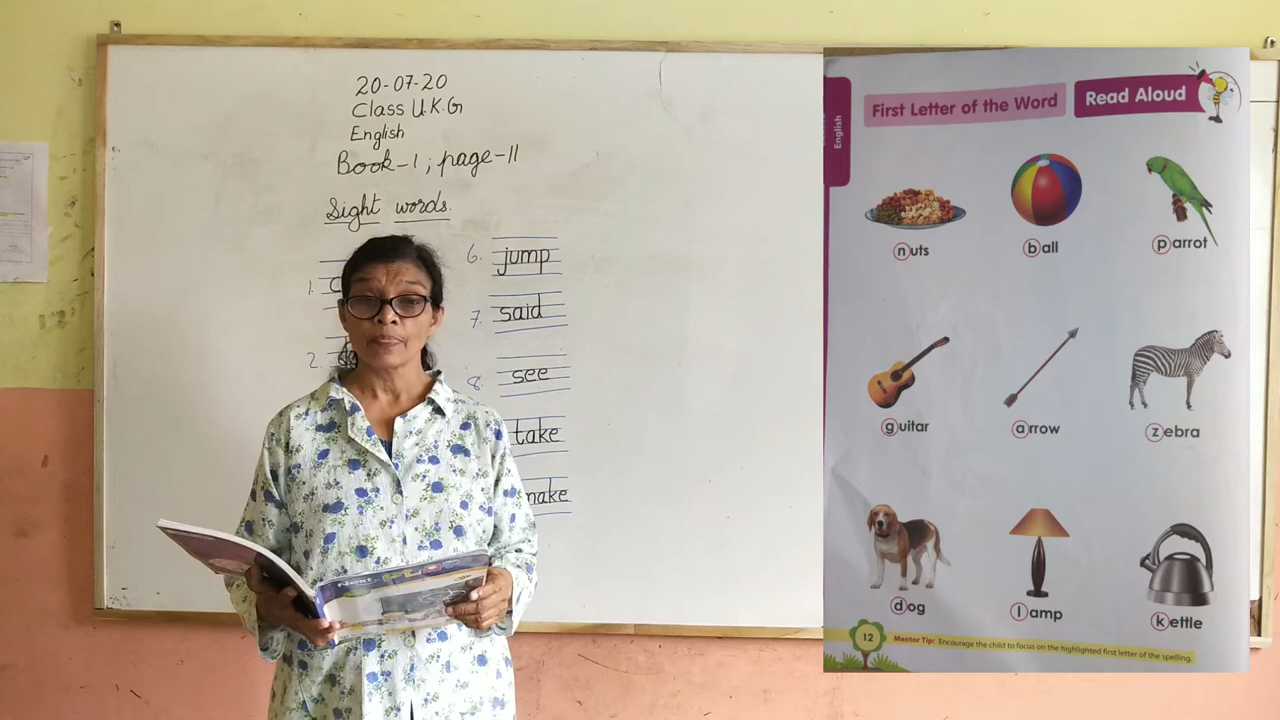 20-07-20
Class U.K.G
English
Book-1; page-11
Sight words.
1.
2.
6. jump
7. said
8. see
take
make
English
First Letter of the Word
Read Aloud
nuts
ball
parrot
guitar
arrow
zebra
dog
lamp
kettle
12
Mentor Tip: Encourage the child to focus on the highlighted first letter of the spelling.
Next